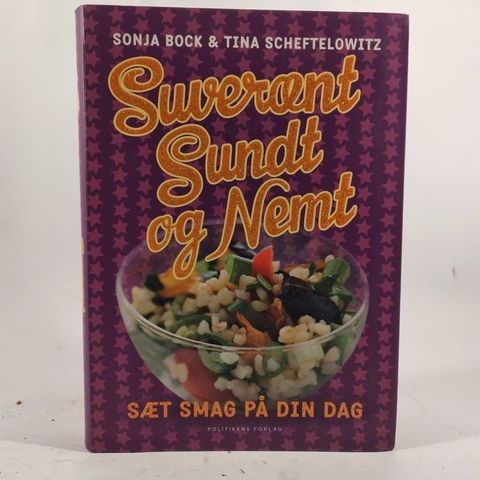 SONJA BOCK & TINA SCHEFTELOWITZ
Suverænt
Sundt
og Nemt
SÆT SMAG PÅ DIN DAG
POLITIKENS FORLAG